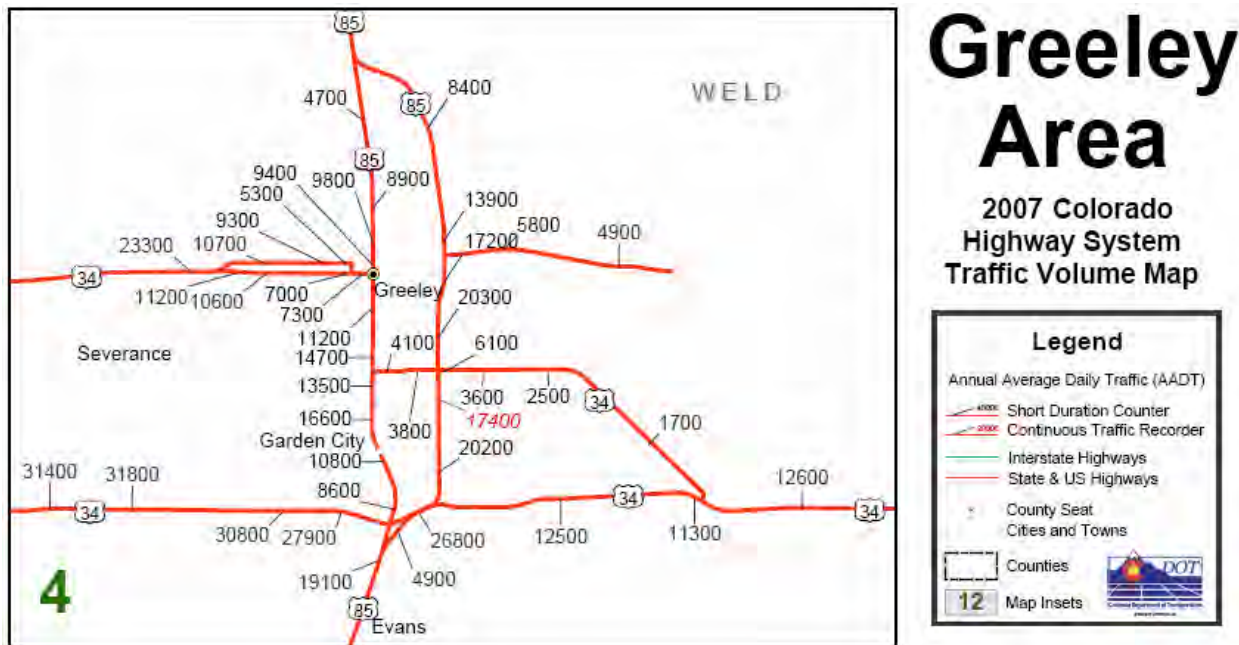 85
85
85
4700
8400
WELD
9400
9800
8900
5300
9300
10700
23300
13900
5800
17200
4900
34
11200
10600
7000
7300
Greeley
11200
20300
Severance
14700
4100
6100
13500
3600
2500
34
16600
3800
17400
1700
Garden City
10800
20200
31400
31800
8600
12600
34
34
34
30800
27900
26800
12500
11300
19100
4900
85
Evans
4
Greeley
Area
2007 Colorado
Highway System
Traffic Volume Map
Legend
Annual Average Daily Traffic (AADT)
Short Duration Counter
Continuous Traffic Recorder
Interstate Highways
State & US Highways
County Seat
Cities and Towns
Counties
DOT
12 Map Insets